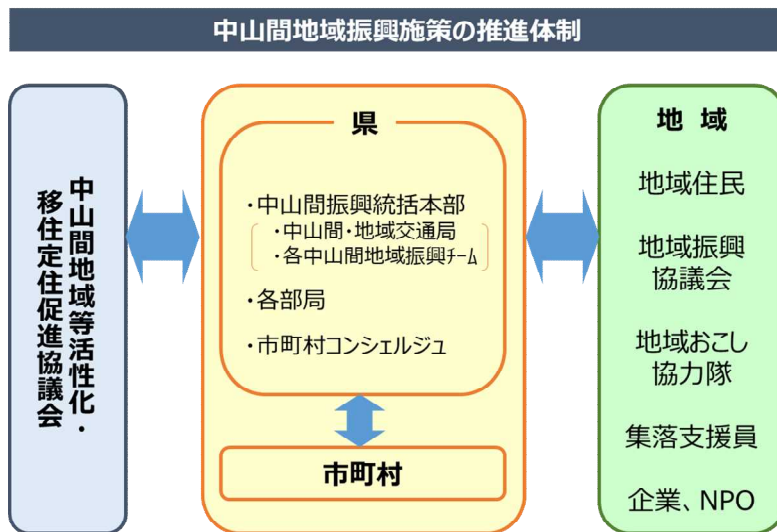 中山間地域振興施策の推進体制
中山間地域等活性化・
移住定住促進協議会
県
・中山間振興統括本部
・中山間・地域交通局
・各中山間地域振興チーム
・各部局
・市町村コンシェルジュ
市町村
地 域
地域住民
地域振興
協議会
地域おこし
協力隊
集落支援員
企業、NPO